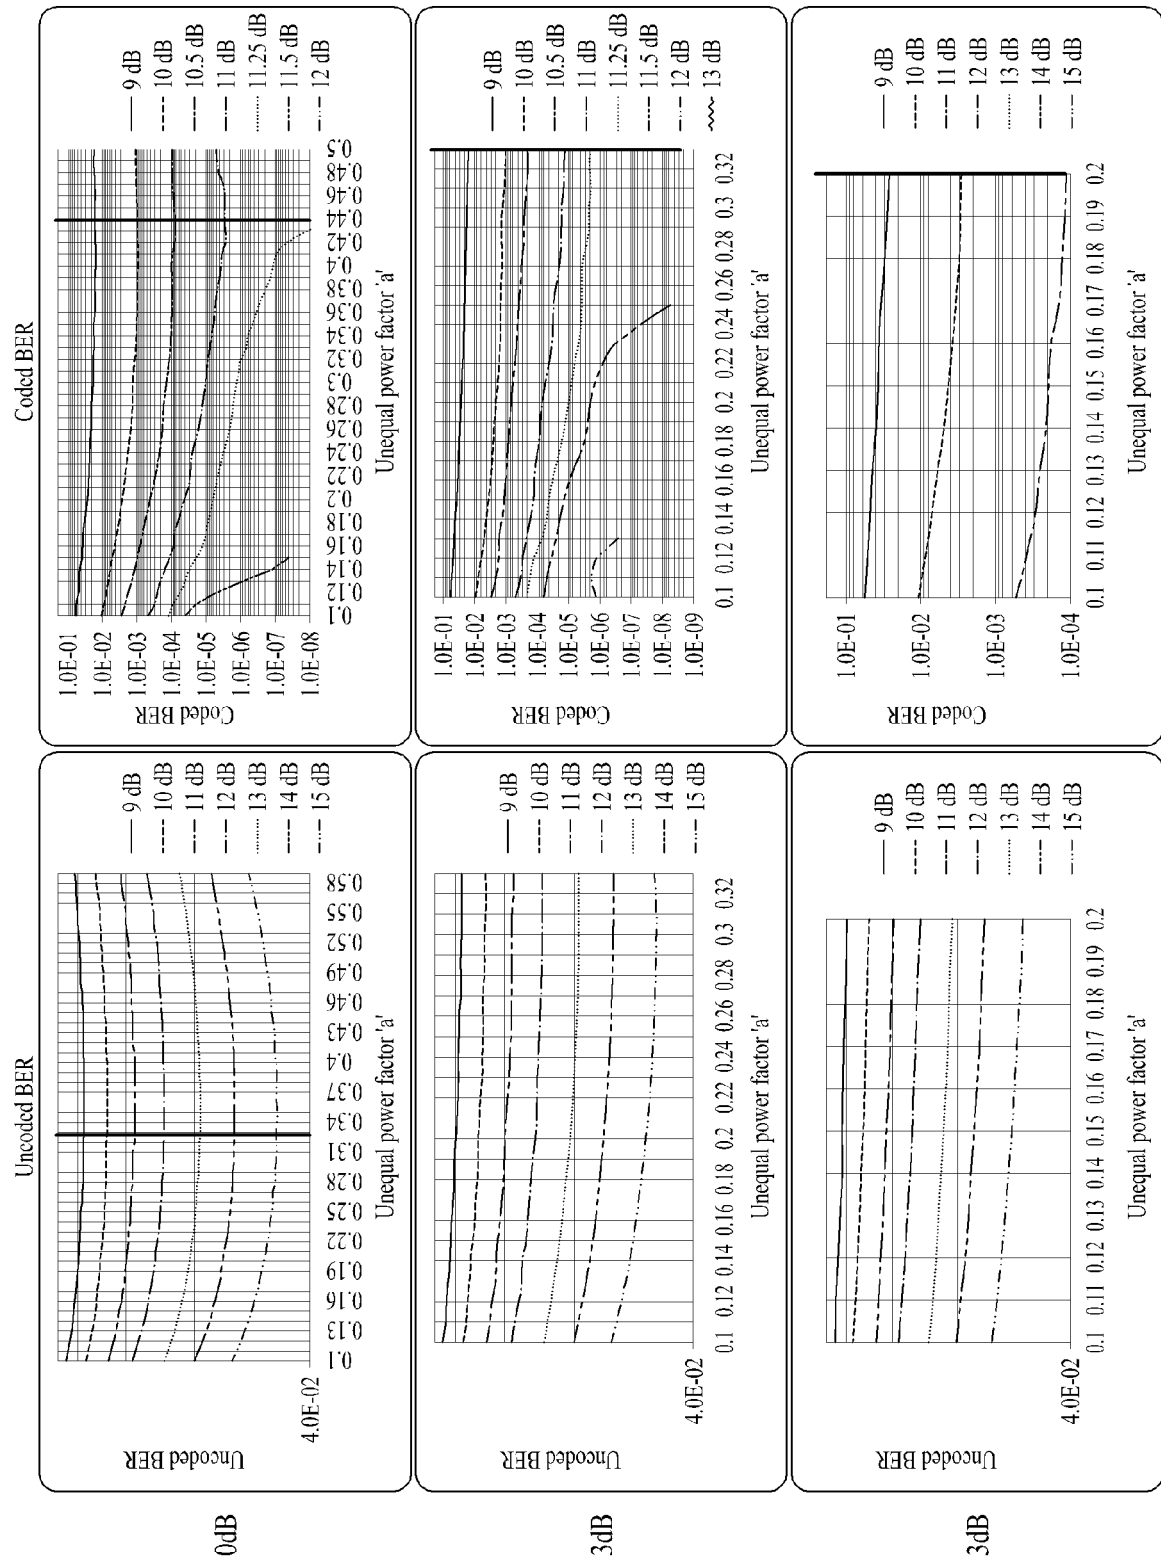 Uncoded BER
Coded BER
0dB
Uncoded BER
4.0E-02
0.1
0.13
0.16
0.19
0.22
0.25
0.28
0.31
0.34
0.37
0.4
0.43
0.46
0.49
0.52
0.55
0.58
Unequal power factor 'a'
9 dB
10 dB
11 dB
12 dB
13 dB
14 dB
15 dB
Coded BER
1.0E-01
1.0E-02
1.0E-03
1.0E-04
1.0E-05
1.0E-06
1.0E-07
1.0E-08
0.1
0.12
0.14
0.16
0.18
0.2
0.22
0.24
0.26
0.28
0.3
0.32
0.34
0.36
0.38
0.4
0.42
0.44
0.46
0.48
0.5
Unequal power factor 'a'
9 dB
10 dB
10.5 dB
11 dB
11.25 dB
11.5 dB
12 dB
3dB
Uncoded BER
4.0E-02
0.1
0.12
0.14
0.16
0.18
0.2
0.22
0.24
0.26
0.28
0.3
0.32
Unequal power factor 'a'
9 dB
10 dB
11 dB
12 dB
13 dB
14 dB
15 dB
Coded BER
1.0E-01
1.0E-02
1.0E-03
1.0E-04
1.0E-05
1.0E-06
1.0E-07
1.0E-08
1.0E-09
0.1
0.12
0.14
0.16
0.18
0.2
0.22
0.24
0.26
0.28
0.3
0.32
Unequal power factor 'a'
9 dB
10 dB
10.5 dB
11 dB
11.25 dB
11.5 dB
12 dB
13 dB
3dB
Uncoded BER
4.0E-02
0.1
0.11
0.12
0.13
0.14
0.15
0.16
0.17
0.18
0.19
0.2
Unequal power factor 'a'
9 dB
10 dB
11 dB
12 dB
13 dB
14 dB
15 dB
Coded BER
1.0E-01
1.0E-02
1.0E-03
1.0E-04
0.1
0.11
0.12
0.13
0.14
0.15
0.16
0.17
0.18
0.19
0.2
Unequal power factor 'a'
9 dB
10 dB
11 dB
12 dB
13 dB
14 dB
15 dB